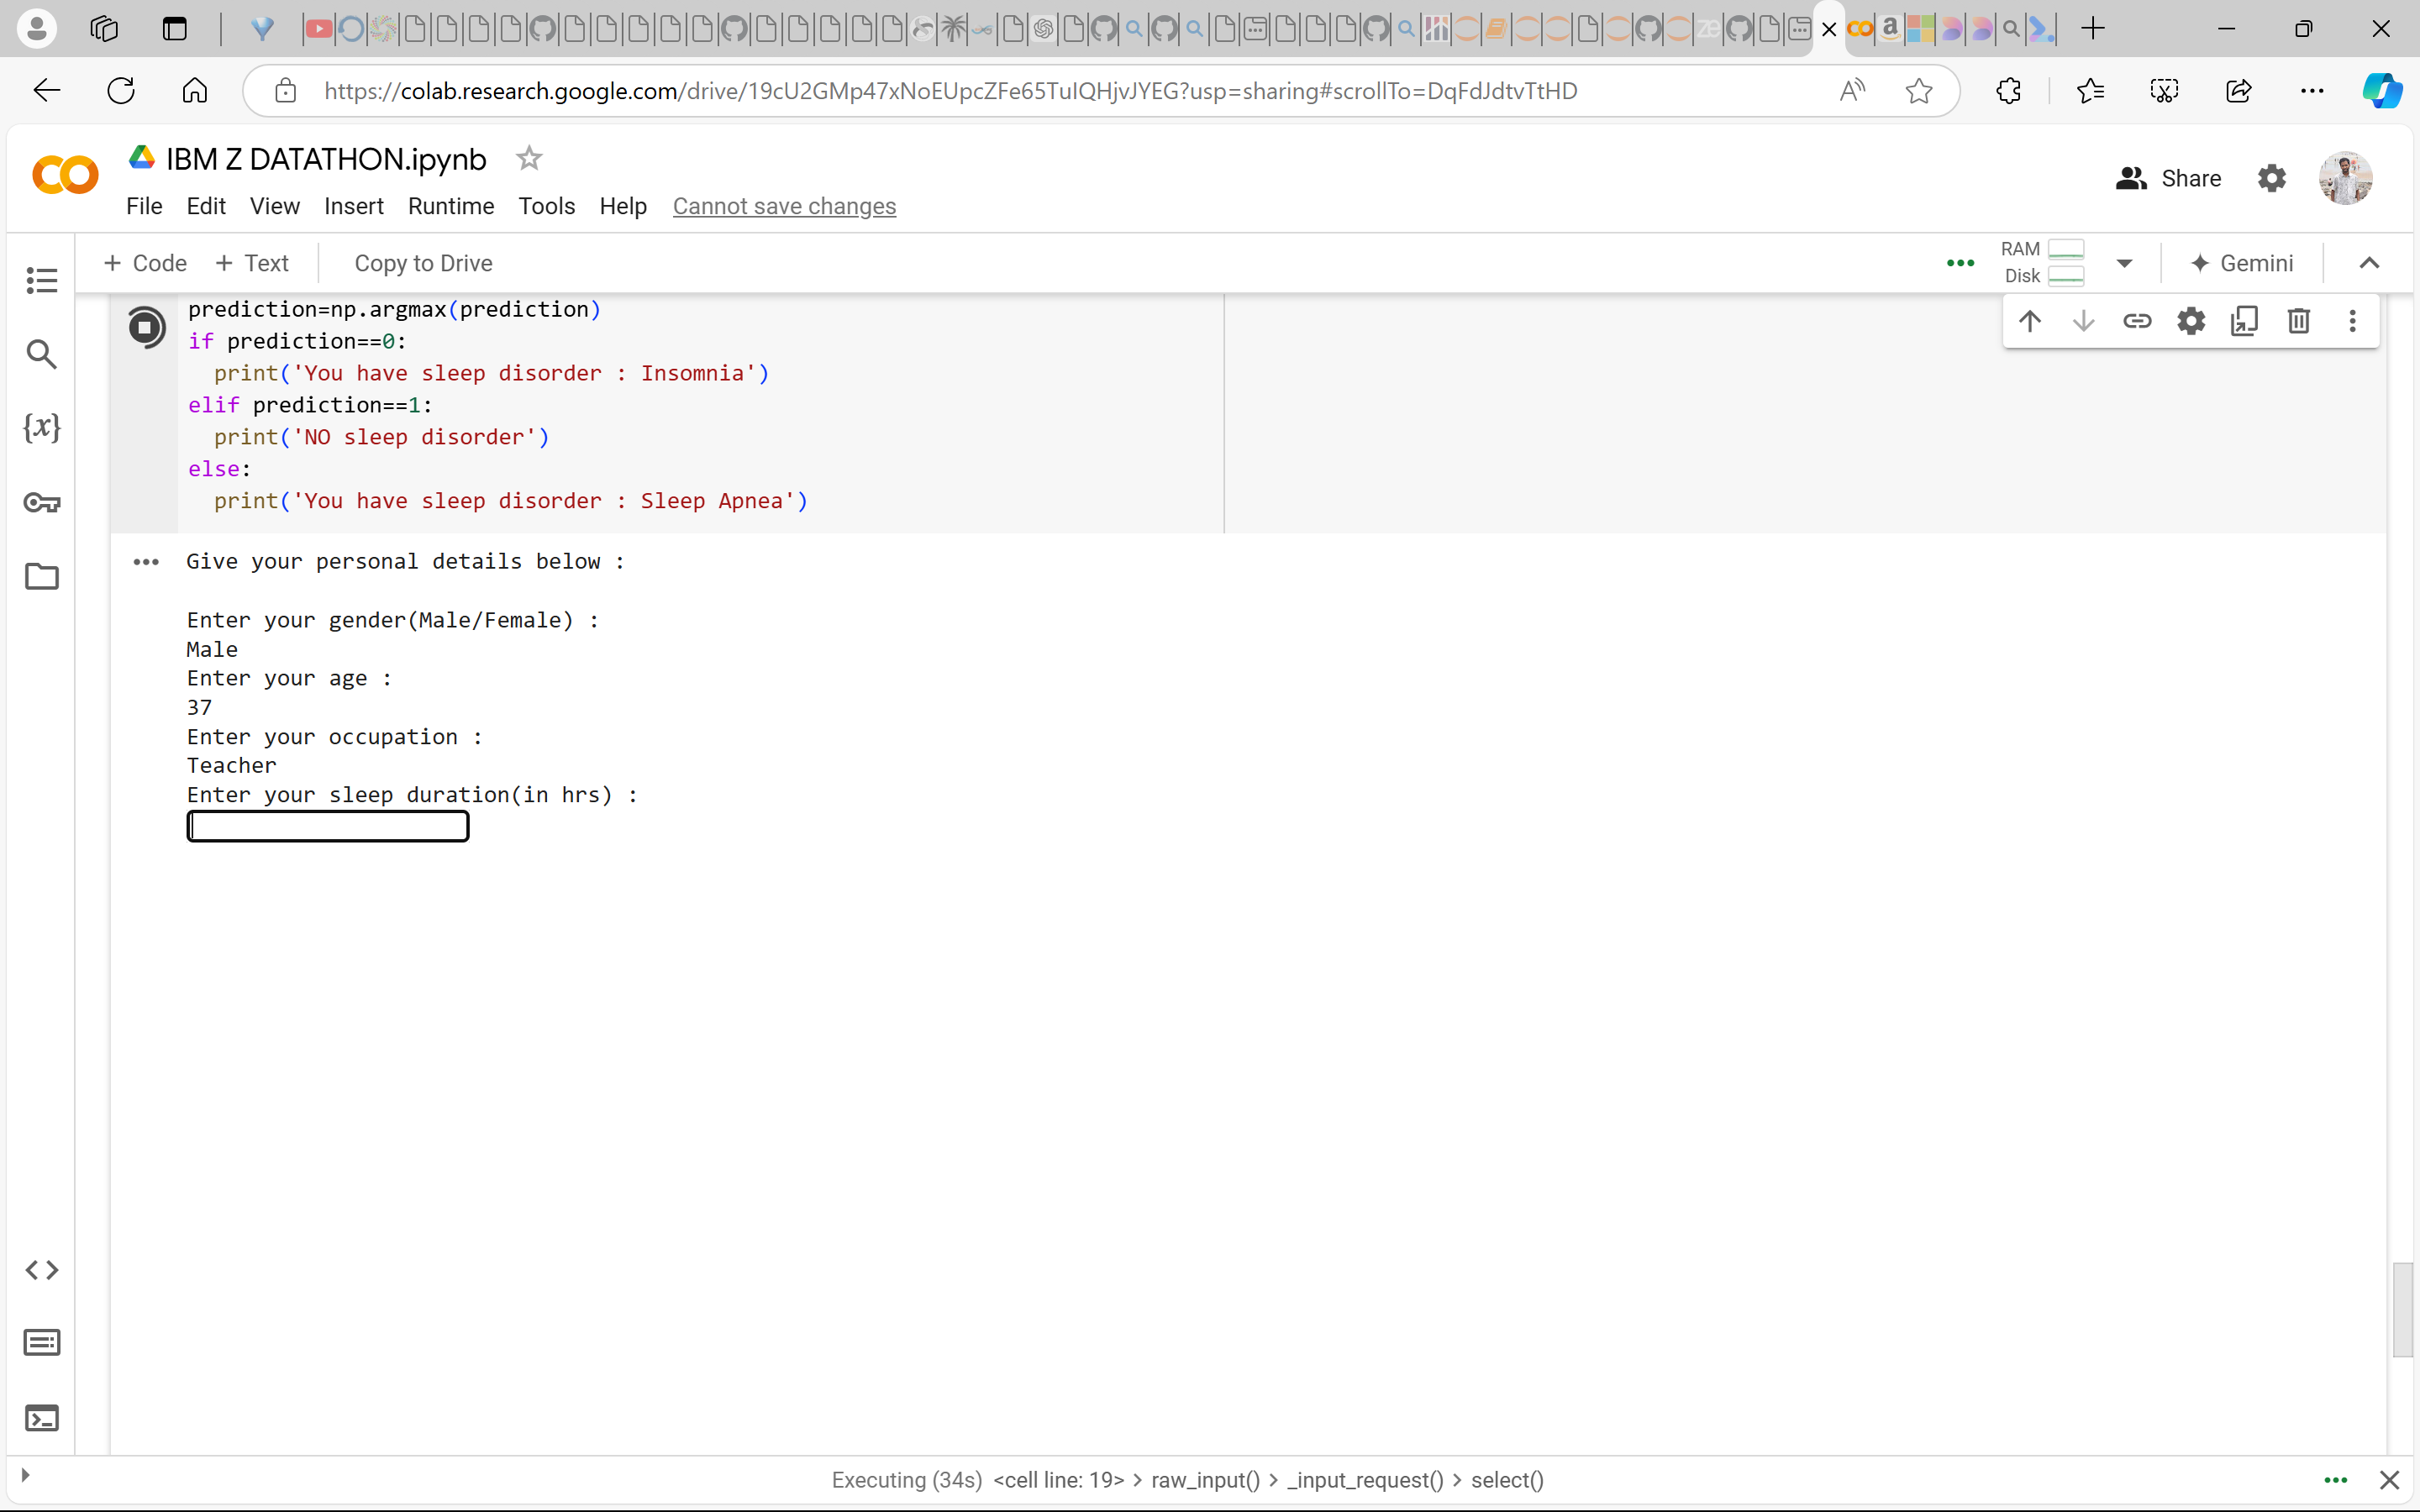 https://colab.research.google.com/drive/19cU2GMp47xNoEUpcZFe65TuIQHjvJYEG?usp=sharing#scrollTo=DqFdJdtvTtHD
IBM Z DATATHON.ipynb
Share
File Edit View Insert Runtime Tools Help Cannot save changes
+ Code + Text Copy to Drive
RAM
Disk
Gemini
prediction=np.argmax(prediction)
if prediction==0:
print('You have sleep disorder : Insomnia')
elif prediction==1:
print('NO sleep disorder')
else:
print('You have sleep disorder : Sleep Apnea')
Give your personal details below :
Enter your gender(Male/Female) :
Male
Enter your age :
37
Enter your occupation :
Teacher
Enter your sleep duration(in hrs) :
Executing (34s) <cell line: 19> > raw_input() > _input_request() > select()